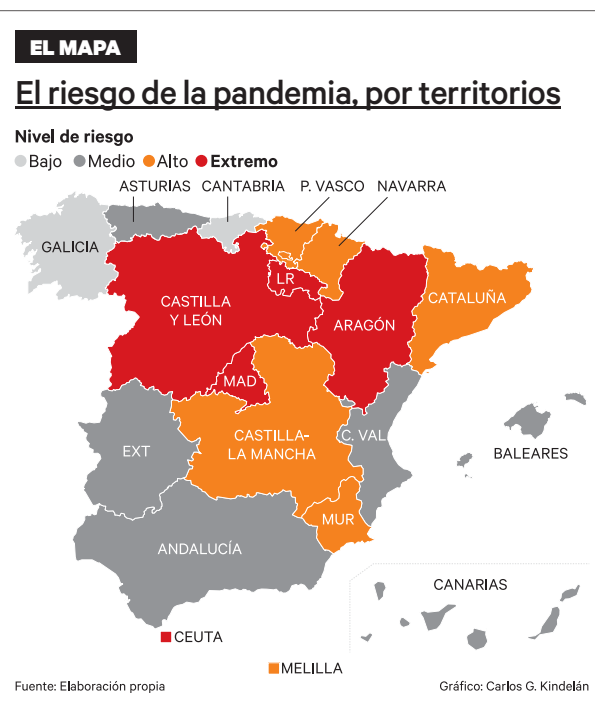 EL MAPA
El riesgo de la pandemia, por territorios
Nivel de riesgo
Bajo Medio Alto Extremo
ASTURIAS CANTABRIA P. VASCO NAVARRA
GALICIA
LR
CASTILLA
Y LEÓN
CATALUÑA
ARAGÓN
MAD
EXT
CASTILLA-
LA MANCHA
C. VAL
BALEARES
MUR
ANDALUCÍA
CANARIAS
CEUTA
MELILLA
Fuente: Elaboración propia
Gráfico: Carlos G. Kindelán